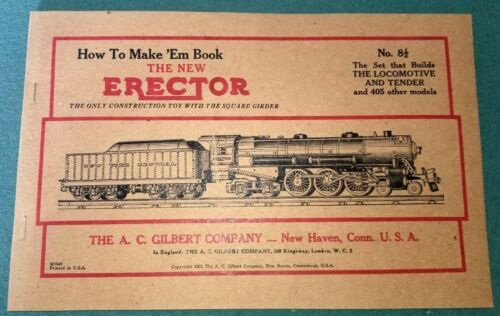 How To Make 'Em Book
THE NEW
ERECTOR
THE ONLY CONSTRUCTION TOY WITH THE SQUARE GIRDER
No. 8½
The Set that Builds
THE LOCOMOTIVE
AND TENDER
and 405 other models
NEW YORK CENTRAL
THE A. C. GILBERT COMPANY — New Haven, Conn. U. S. A.
In England: THE A. C. GILBERT COMPANY, 109 Kingsway, London, W. C. 2
Printed in U.S.A.
Copyright 1931 The A. C. Gilbert Company, New Haven, Connecticut, U.S.A.